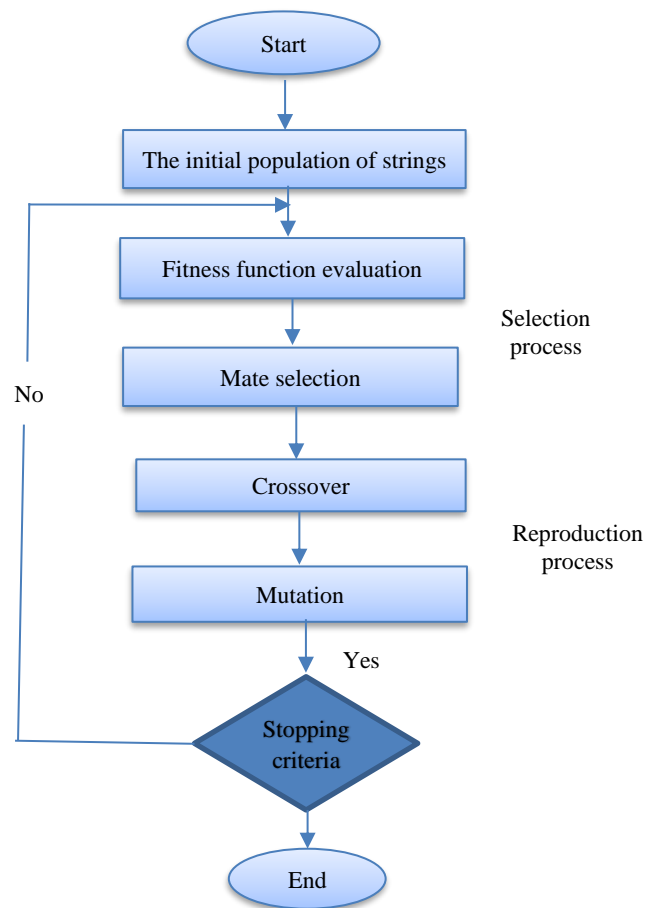 Start
The initial population of strings
Fitness function evaluation
Selection
process
Mate selection
No
Crossover
Reproduction
process
Mutation
Yes
Stopping
criteria
End